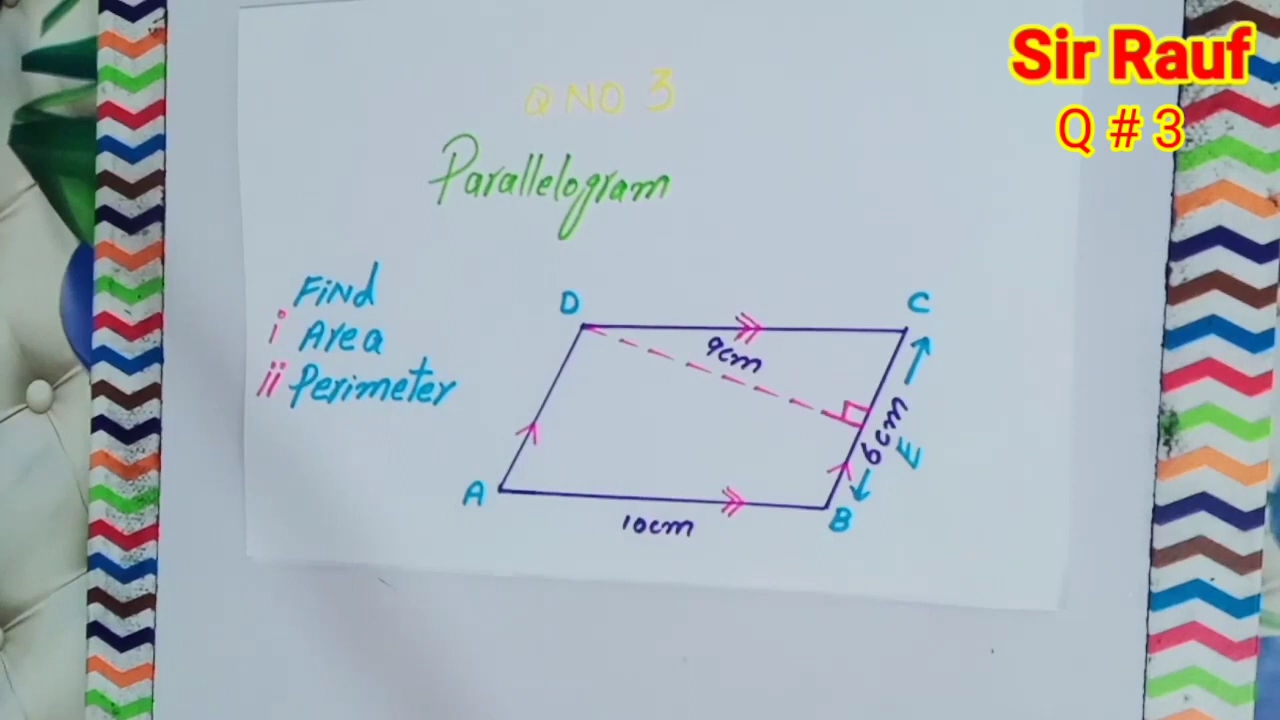 Sir Rauf
Q # 3
Q NO 3
Parallelogram
FiNd
i Area
ii Perimeter
D
C
9cm
6cm
E
A
B
10cm